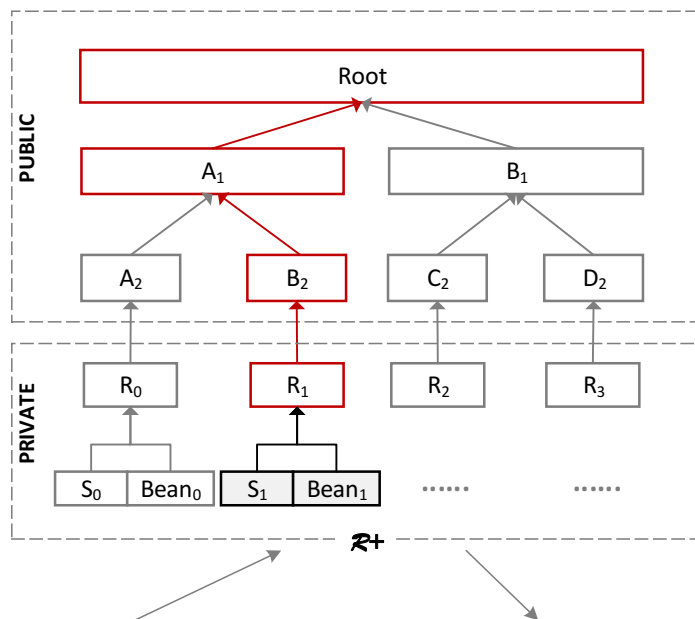 PUBLIC
Root
A₁ B₁
A₂ B₂ C₂ D₂
PRIVATE
R₀ R₁ R₂ R₃
S₀ Bean₀ S₁ Bean₁ ...... ......
ℛ+